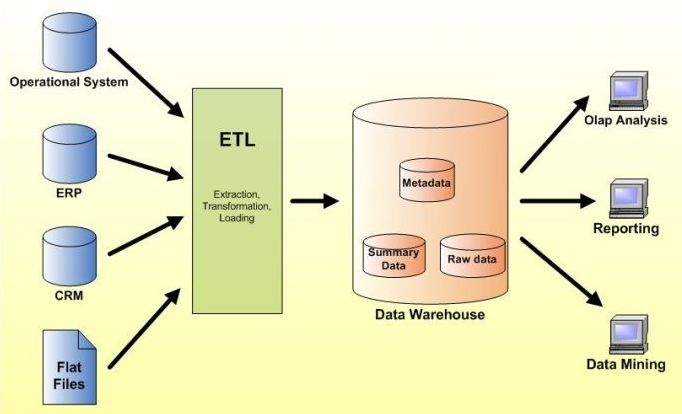 Operational System
ERP
CRM
Flat
Files
ETL
Extraction,
Transformation,
Loading
Metadata
Summary
Data
Raw data
Data Warehouse
Olap Analysis
Reporting
Data Mining